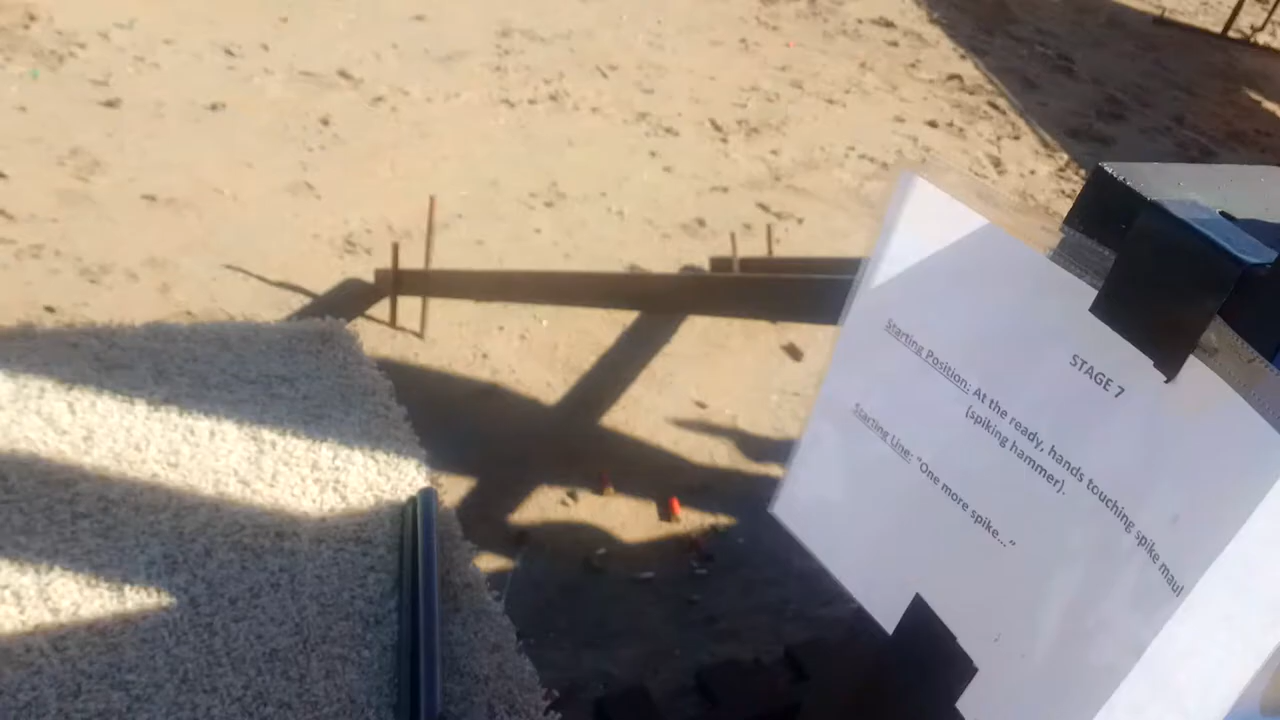 STAGE 7
Starting Position: At the ready, hands touching spike maul
(spiking hammer).
Starting Line: "One more spike..."